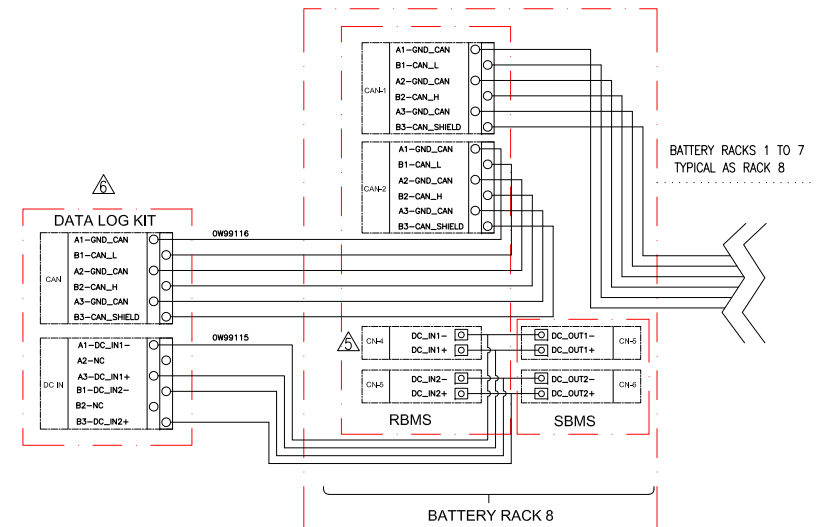 A1-GND_CAN
B1-CAN_L
A2-GND_CAN
CAN-1
B2-CAN_H
A3-GND_CAN
B3-CAN_SHIELD
A1-GND_CAN
B1-CAN_L
A2-GND_CAN
CAN-2
B2-CAN_H
A3-GND_CAN
B3-CAN_SHIELD
BATTERY RACKS 1 TO 7
TYPICAL AS RACK 8
6
DATA LOG KIT
A1-GND_CAN
0W99116
B1-CAN_L
A2-GND_CAN
CAN
B2-CAN_H
A3-GND_CAN
B3-CAN_SHIELD
A1-DC_IN1-
0W99115
A2-NC
A3-DC_IN1+
DC IN
B1-DC_IN2-
B2-NC
B3-DC_IN2+
5
CN-4
DC_IN1-
DC_IN1+
DC_OUT1-
DC_OUT1+
CN-5
CN-5
DC_IN2-
DC_IN2+
DC_OUT2-
DC_OUT2+
CN-6
RBMS
SBMS
BATTERY RACK 8